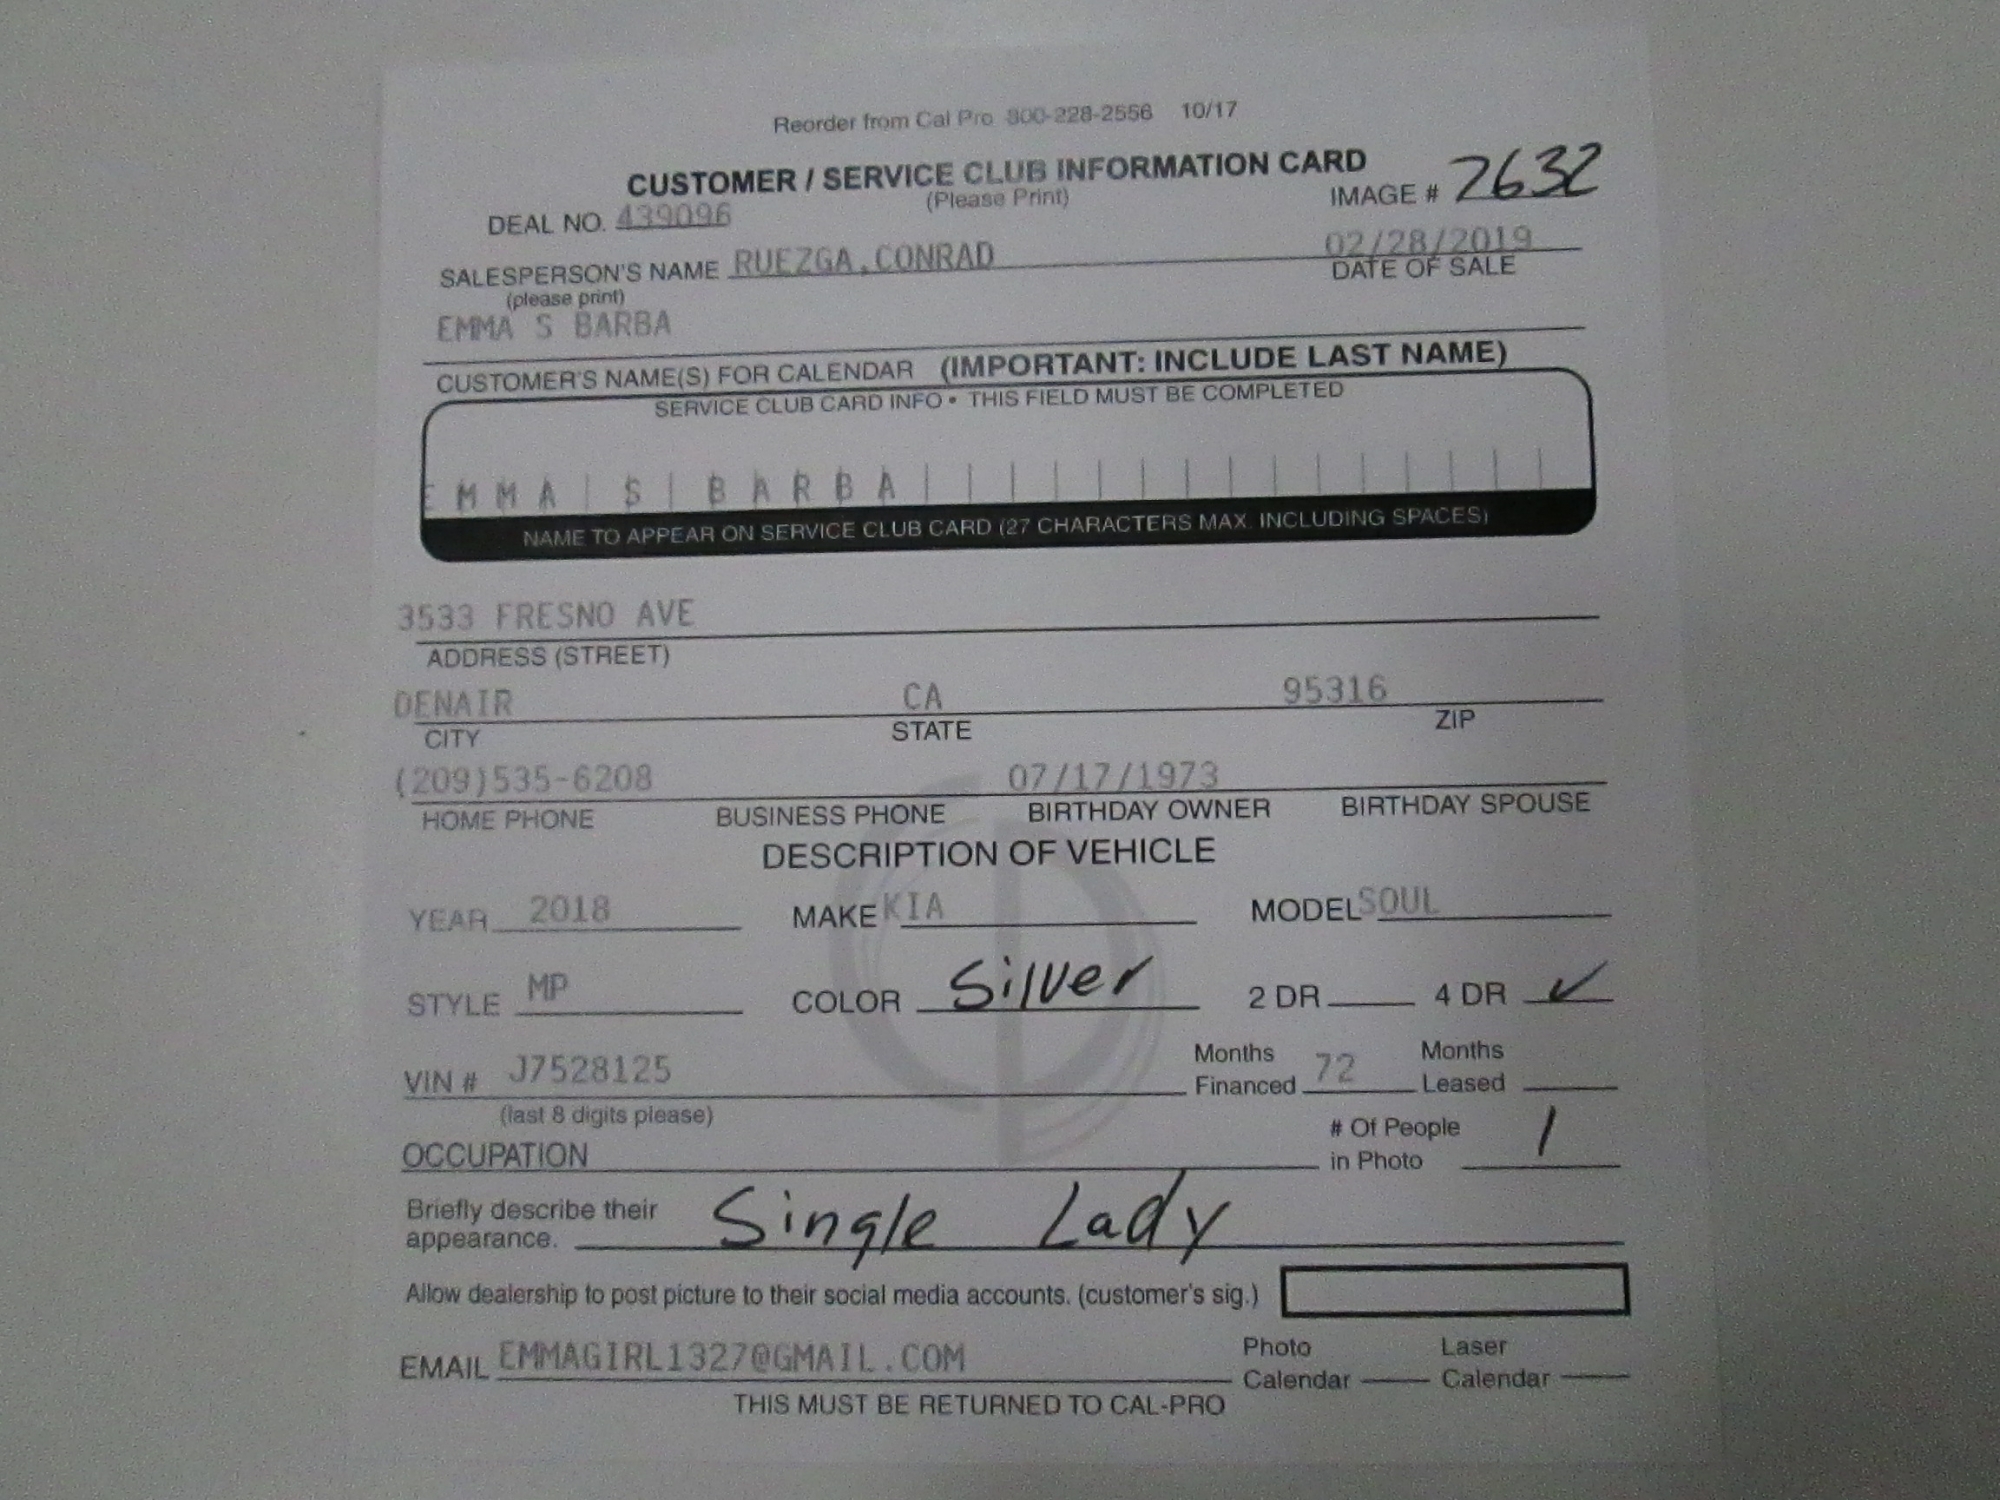 Reorder from Cal Pro 800-228-2556 10/17
CUSTOMER / SERVICE CLUB INFORMATION CARD
(Please Print)
IMAGE # 7632
DEAL NO. 439096
SALESPERSON'S NAME RUEZGA,CONRAD 02/28/2019
(please print) DATE OF SALE
EMMA S BARBA
CUSTOMER'S NAME(S) FOR CALENDAR (IMPORTANT: INCLUDE LAST NAME)
SERVICE CLUB CARD INFO • THIS FIELD MUST BE COMPLETED
EMMA S BARBA
NAME TO APPEAR ON SERVICE CLUB CARD (27 CHARACTERS MAX. INCLUDING SPACES)
3533 FRESNO AVE
ADDRESS (STREET)
DENAIR CA 95316
CITY STATE ZIP
(209)535-6208 07/17/1973
HOME PHONE BUSINESS PHONE BIRTHDAY OWNER BIRTHDAY SPOUSE
DESCRIPTION OF VEHICLE
YEAR 2018 MAKE KIA MODEL SOUL
STYLE MP COLOR Silver 2 DR 4 DR ✓
VIN # J7528125 Months Financed 72 Months Leased
(last 8 digits please)
OCCUPATION # Of People in Photo 1
Briefly describe their appearance. Single Lady
Allow dealership to post picture to their social media accounts. (customer's sig.)
EMAIL EMMAGIRL1327@GMAIL.COM Photo Calendar Laser Calendar
THIS MUST BE RETURNED TO CAL-PRO